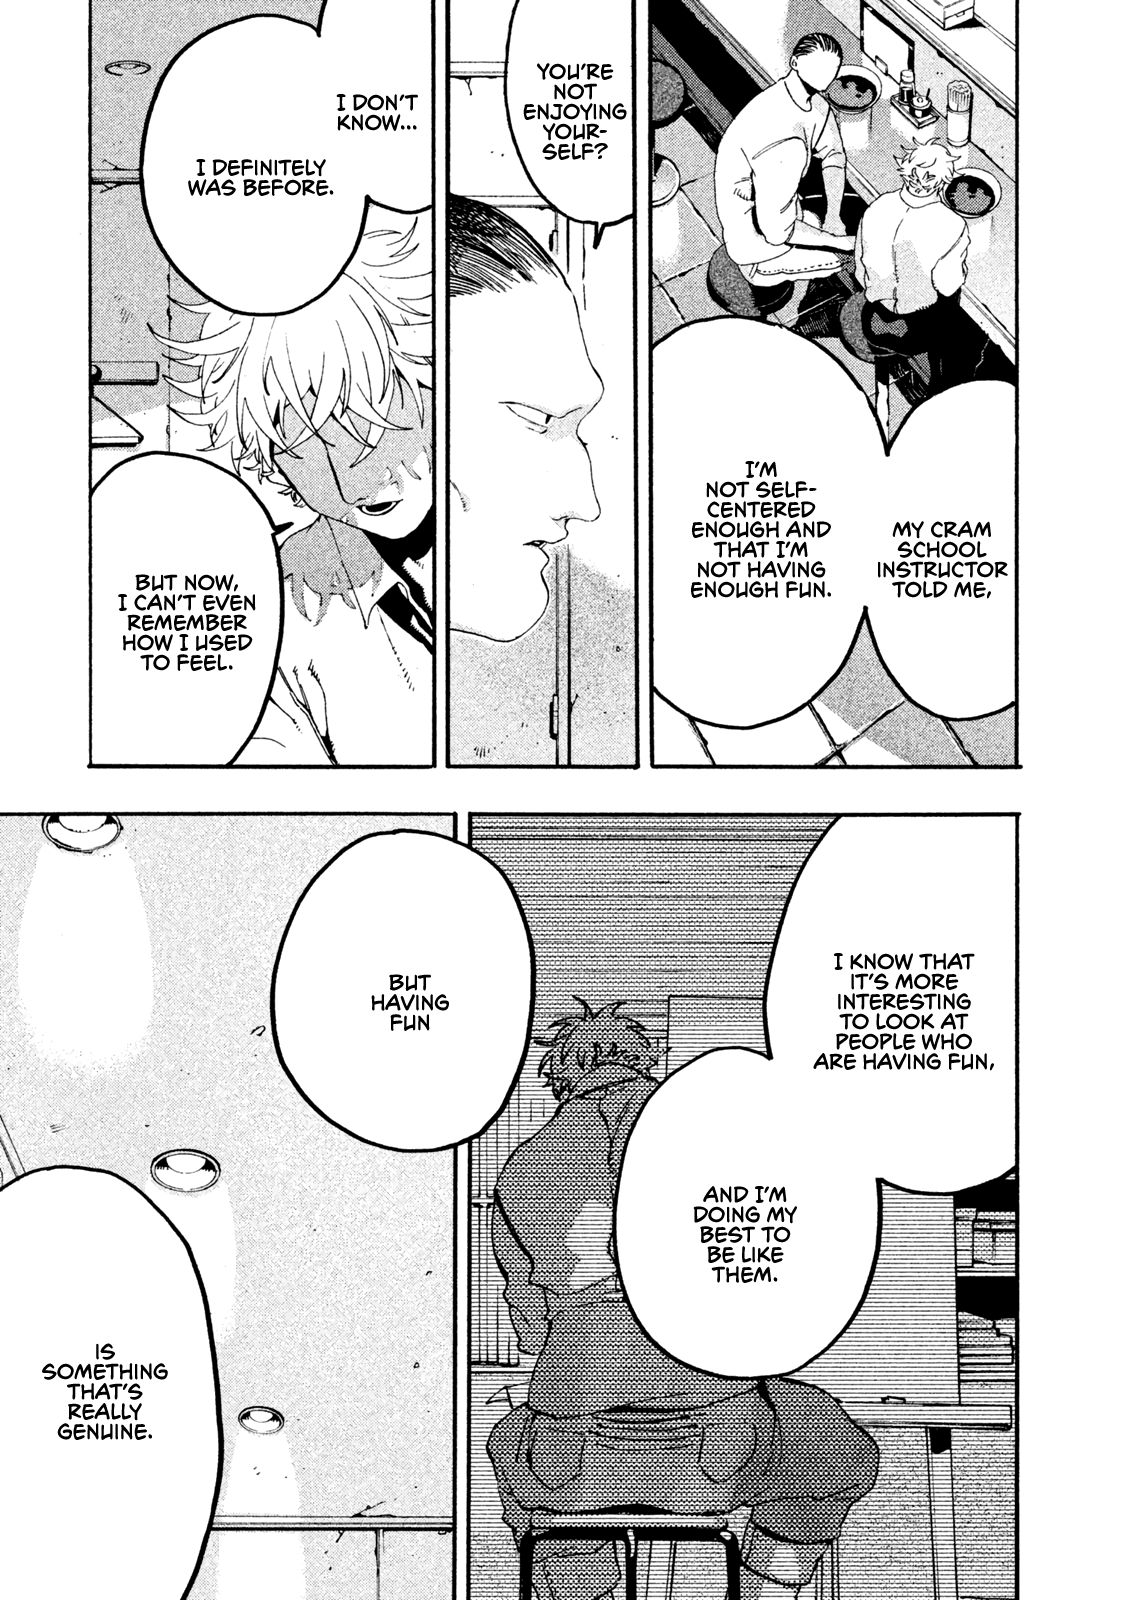 MY CRAM
SCHOOL
INSTRUCTOR
TOLD ME,
I'M
NOT SELF-
CENTERED
ENOUGH AND
THAT I'M
NOT HAVING
ENOUGH FUN.
YOU'RE
NOT
ENJOYING
YOUR-
SELF?
I DON'T
KNOW...
I DEFINITELY
WAS BEFORE.
BUT NOW,
I CAN'T EVEN
REMEMBER
HOW I USED
TO FEEL.
I KNOW THAT
IT'S MORE
INTERESTING
TO LOOK AT
PEOPLE WHO
ARE HAVING FUN,
AND I'M
DOING MY
BEST TO
BE LIKE
THEM.
BUT
HAVING
FUN
IS
SOMETHING
THAT'S
REALLY
GENUINE.